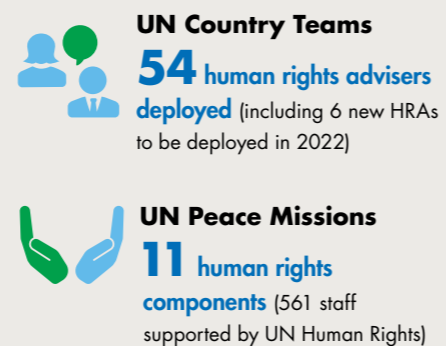 UN Country Teams
54 human rights advisers
deployed (including 6 new HRAs
to be deployed in 2022)
UN Peace Missions
11 human rights
components (561 staff
supported by UN Human Rights)